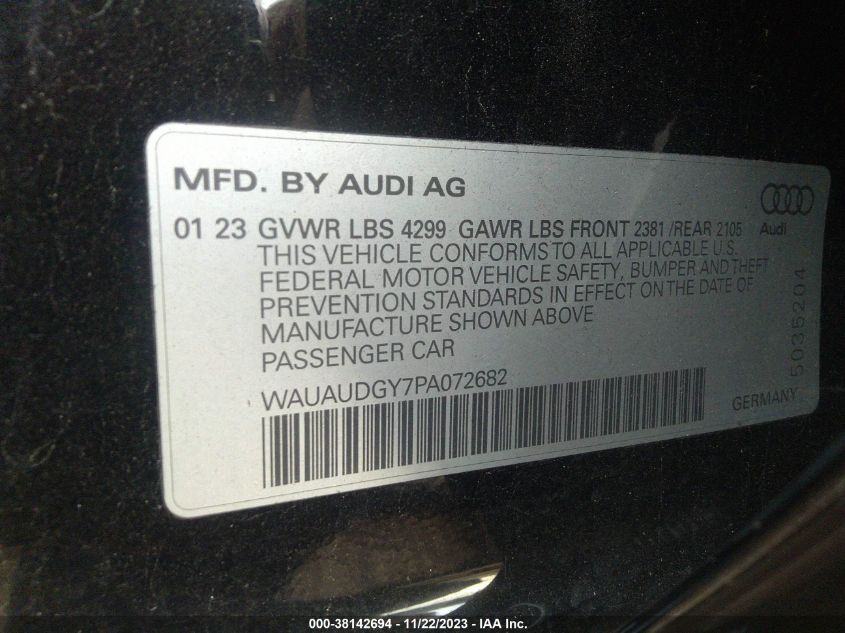 MFD. BY AUDI AG
01 23 GVWR LBS 4299 GAWR LBS FRONT 2381 /REAR 2105
Audi
THIS VEHICLE CONFORMS TO ALL APPLICABLE U.S.
FEDERAL MOTOR VEHICLE SAFETY, BUMPER AND THEFT
PREVENTION STANDARDS IN EFFECT ON THE DATE OF
MANUFACTURE SHOWN ABOVE
PASSENGER CAR
5035204
WAUAUDGY7PA072682
GERMANY
000-38142694 - 11/22/2023 - IAA Inc.